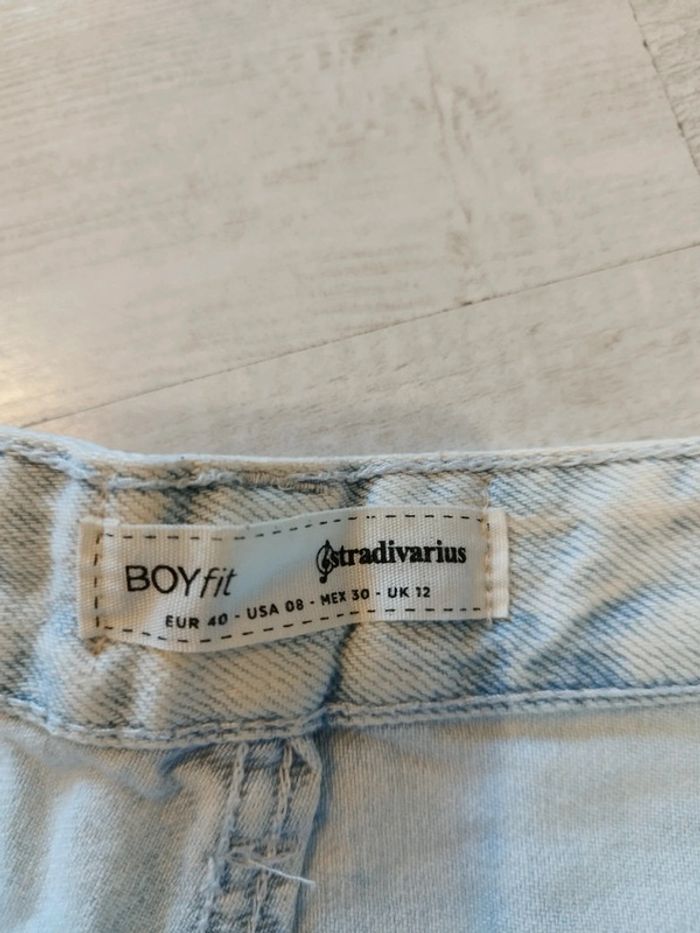 BOYfit stradivarius
EUR 40 - USA 08 - MEX 30 - UK 12